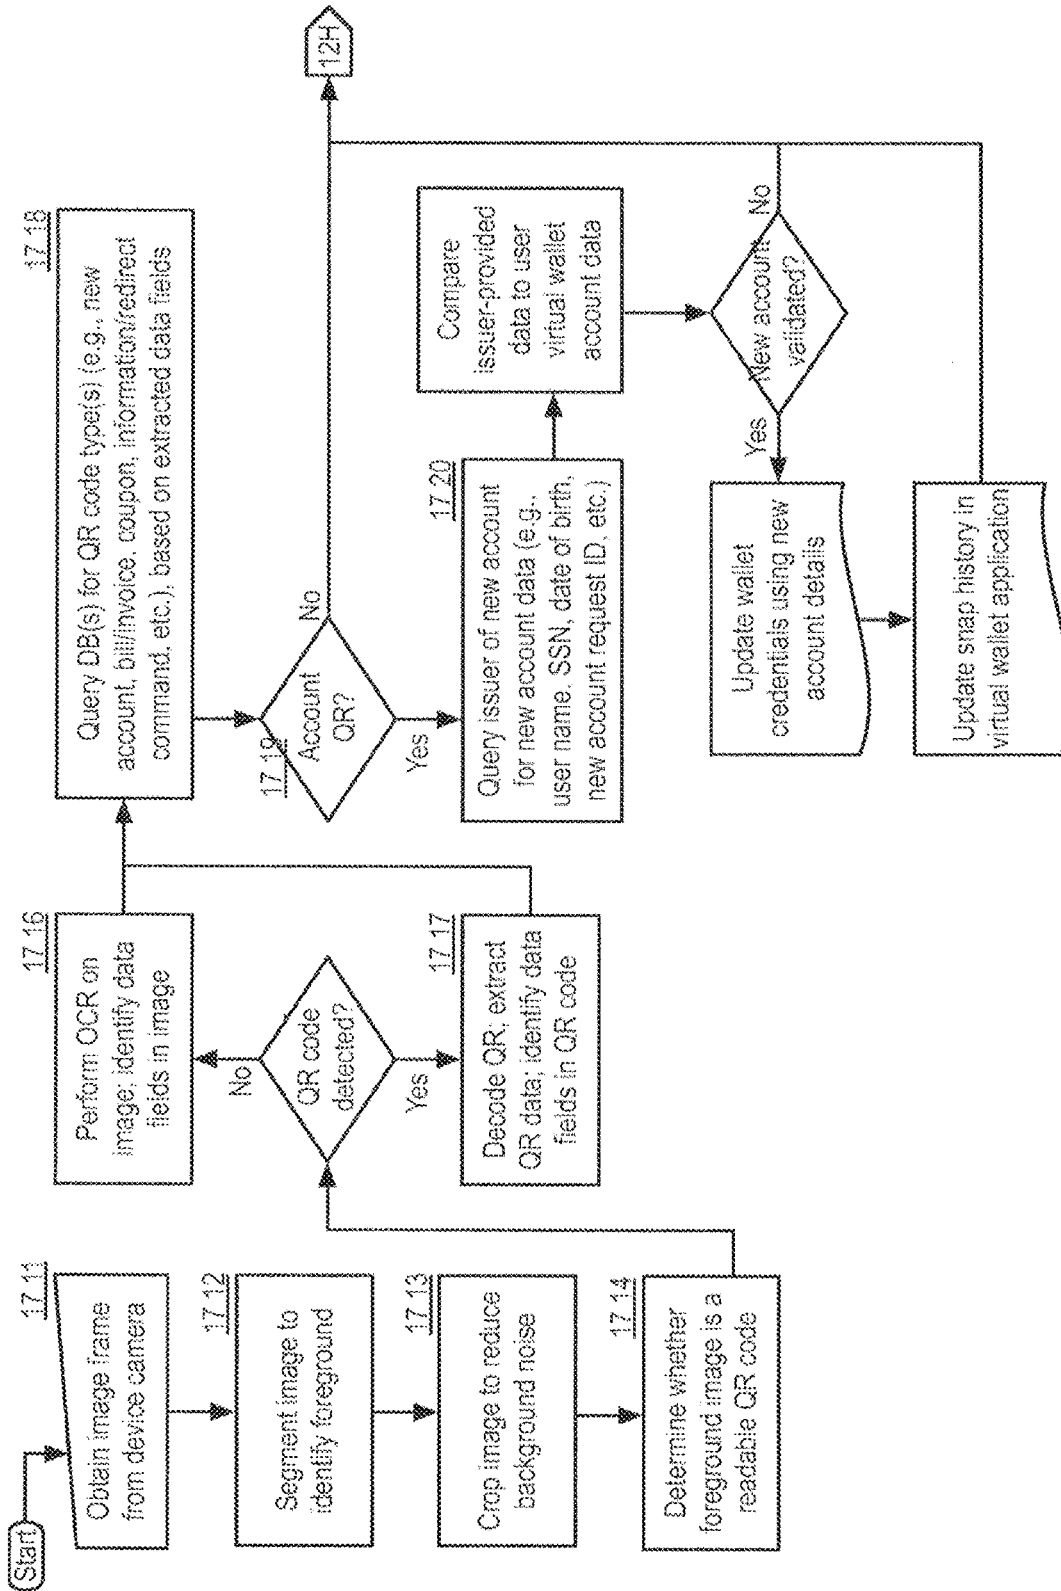 Start
17.11
Obtain image frame
from device camera
17.12
Segment image to
identify foreground
17.13
Crop image to reduce
background noise
17.14
Determine whether
foreground image is a
readable QR code
17.16
Perform OCR on
image; identify data
fields in image
No
QR code
detected?
Yes
17.17
Decode QR; extract
QR data; identify data
fields in QR code
17.18
Query DB(s) for QR code type(s) (e.g., new
account, bill/invoice, coupon, information/redirect
command, etc.), based on extracted data fields
17.19
Account
QR?
No
Yes
17.20
Query issuer of new account
for new account data (e.g.,
user name, SSN, date of birth,
new account request ID, etc.)
Compare
issuer-provided
data to user
virtual wallet
account data
New account
validated?
No
Yes
Update wallet
credentials using new
account details
Update snap history in
virtual wallet application
12H